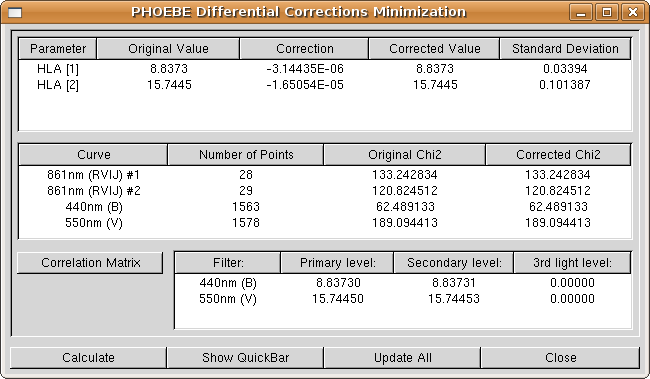 PHOEBE Differential Corrections Minimization
Parameter Original Value Correction Corrected Value Standard Deviation
HLA [1] 8.8373 -3.14435E-06 8.8373 0.03394
HLA [2] 15.7445 -1.65054E-05 15.7445 0.101387
Curve Number of Points Original Chi2 Corrected Chi2
861nm (RVIJ) #1 28 133.242834 133.242834
861nm (RVIJ) #2 29 120.824512 120.824512
440nm (B) 1563 62.489133 62.489133
550nm (V) 1578 189.094413 189.094413
Correlation Matrix Filter: Primary level: Secondary level: 3rd light level:
440nm (B) 8.83730 8.83731 0.00000
550nm (V) 15.74450 15.74453 0.00000
Calculate Show QuickBar Update All Close